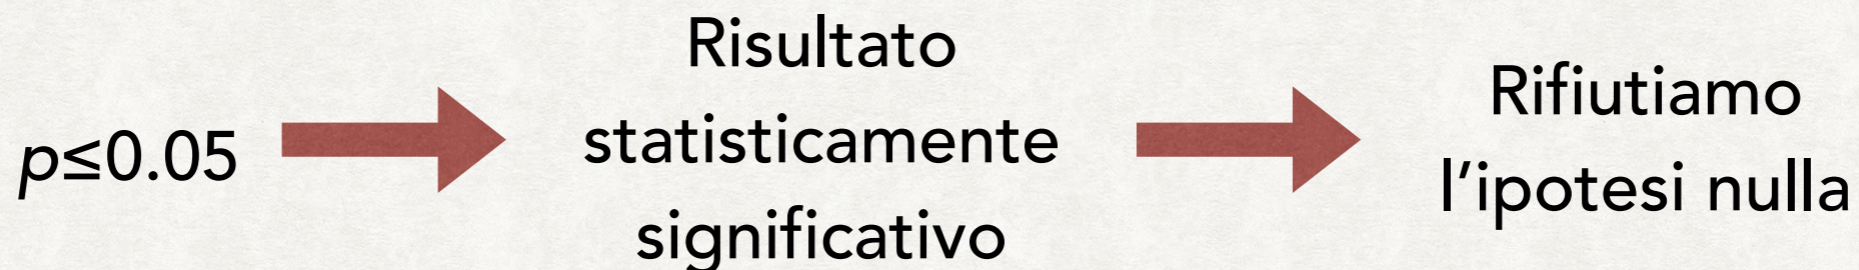 p≤0.05
Risultato
statisticamente
significativo
Rifiutiamo
l’ipotesi nulla